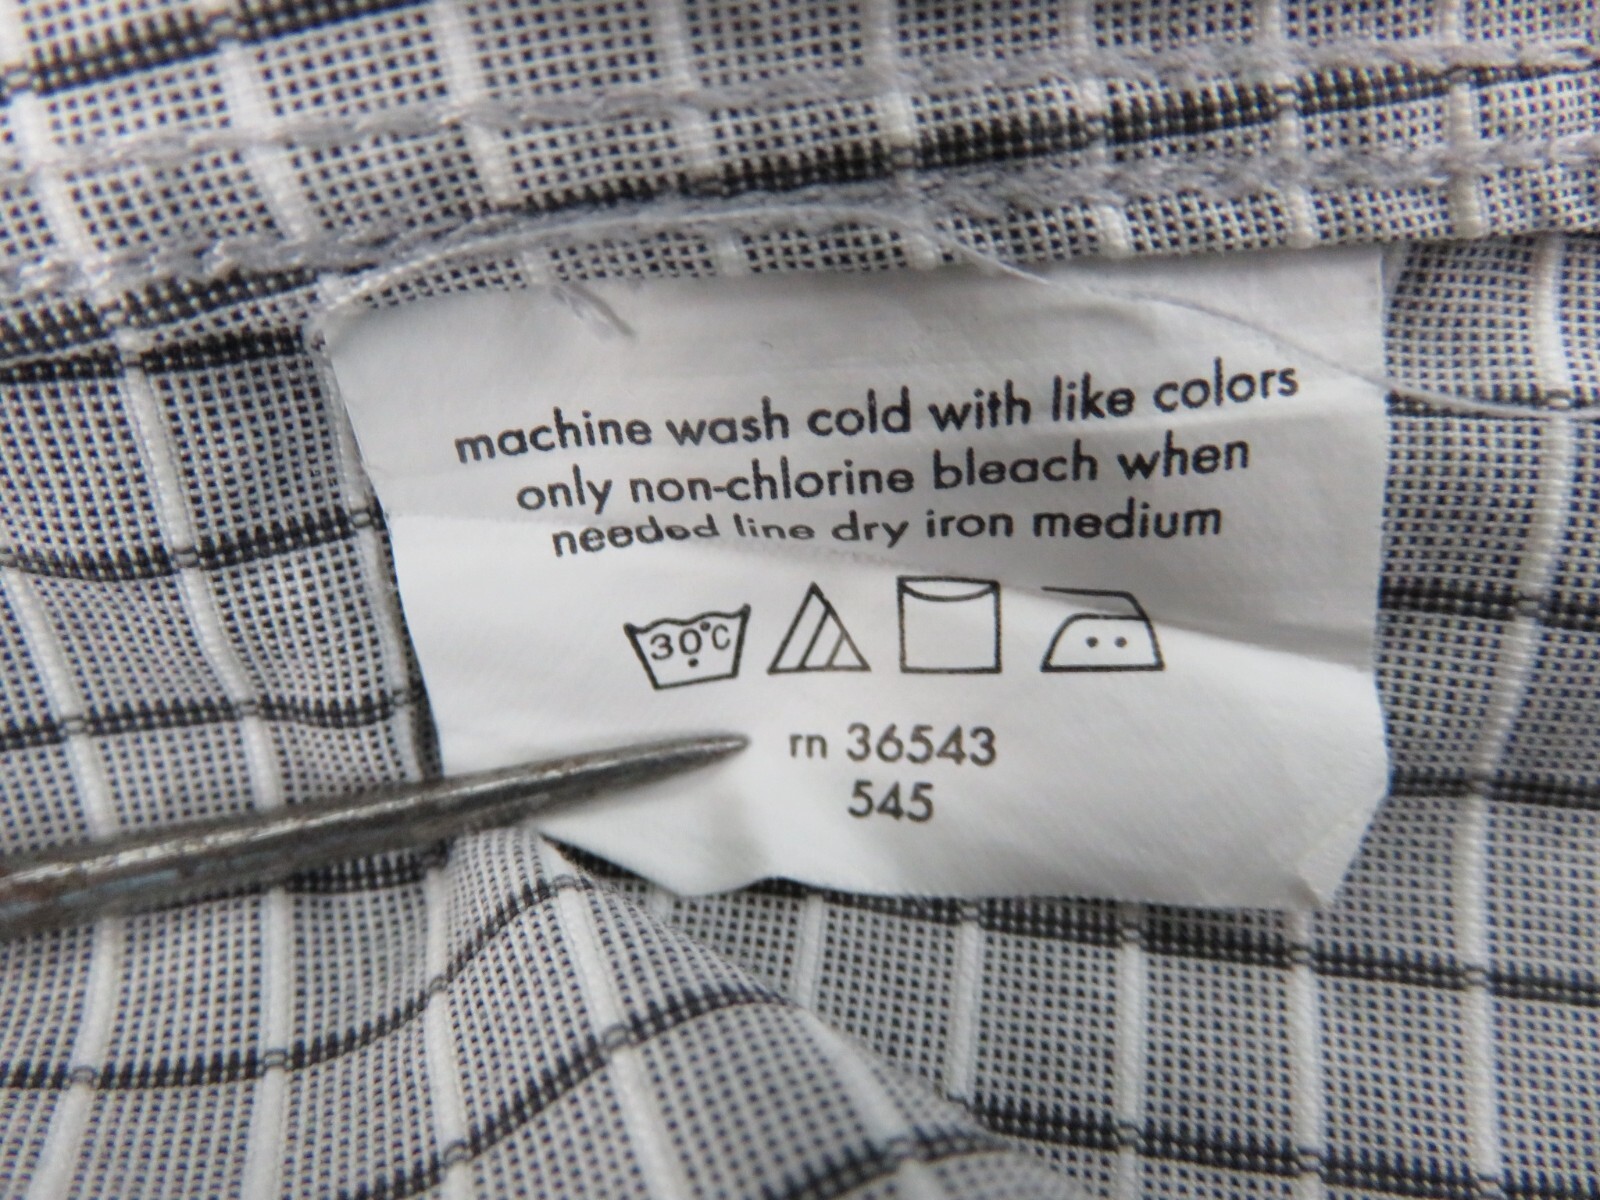 machine wash cold with like colors
only non-chlorine bleach when
needed line dry iron medium
30°C
rn 36543
545